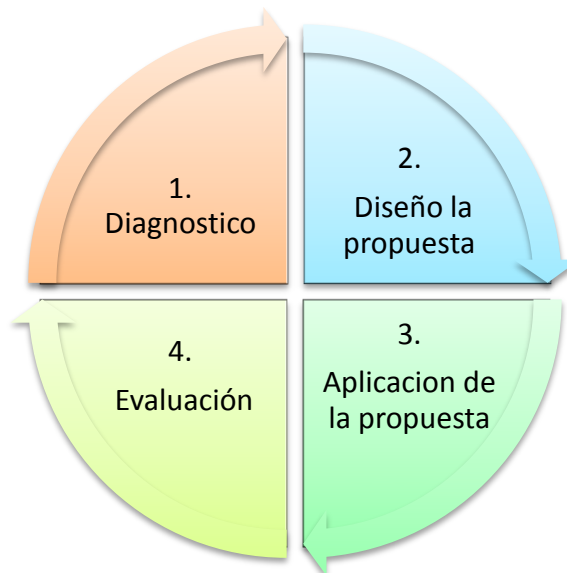 1.
Diagnostico
2.
Diseño la
propuesta
3.
Aplicacion de
la propuesta
4.
Evaluación